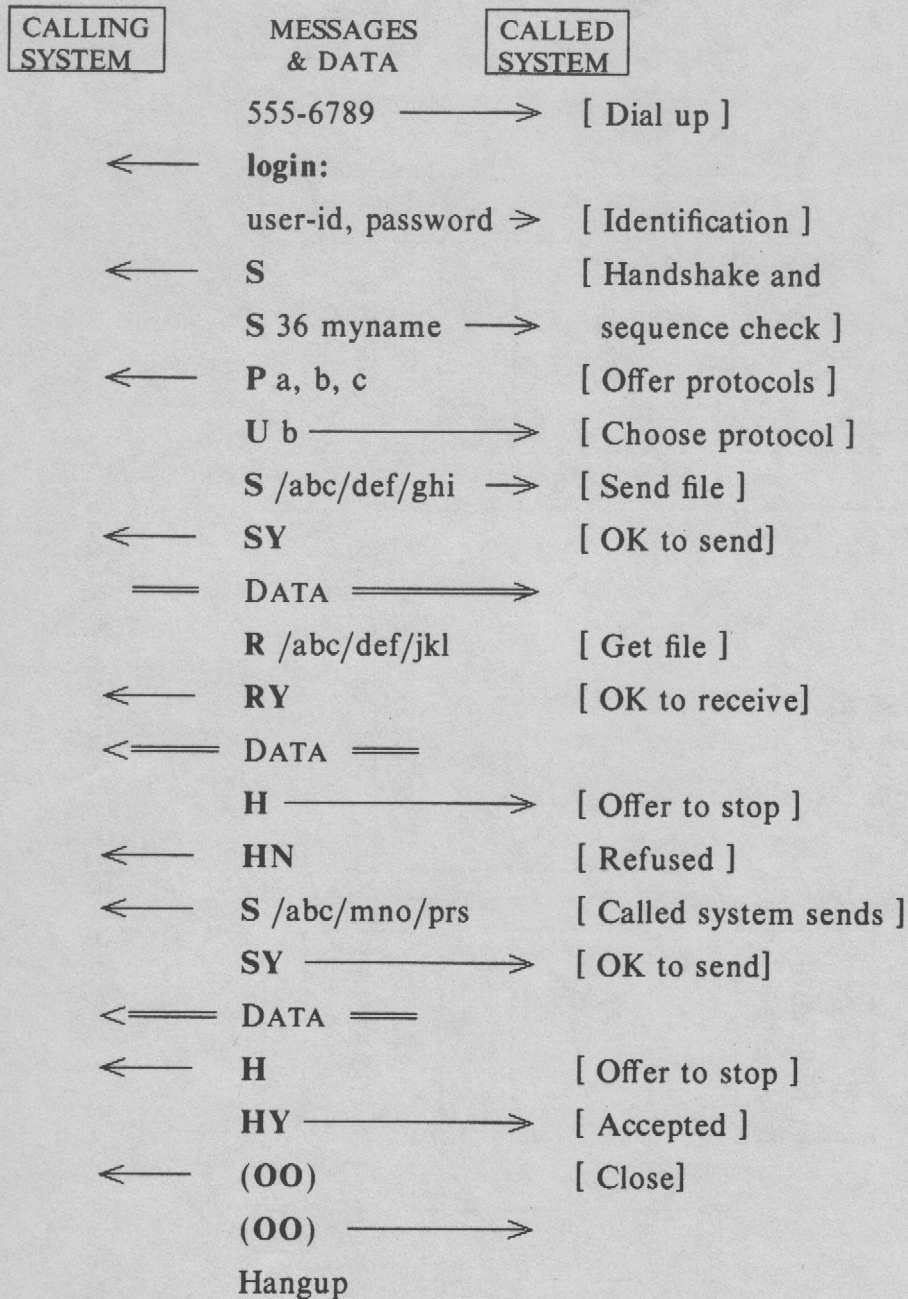 CALLING MESSAGES CALLED
SYSTEM & DATA SYSTEM
555-6789 [ Dial up ]
login:
user-id, password [ Identification ]
S [ Handshake and
S 36 myname sequence check ]
P a, b, c [ Offer protocols ]
U b [ Choose protocol ]
S /abc/def/ghi [ Send file ]
SY [ OK to send]
DATA
R /abc/def/jkl [ Get file ]
RY [ OK to receive]
DATA
H [ Offer to stop ]
HN [ Refused ]
S /abc/mno/prs [ Called system sends ]
SY [ OK to send]
DATA
H [ Offer to stop ]
HY [ Accepted ]
(OO) [ Close]
(OO)
Hangup